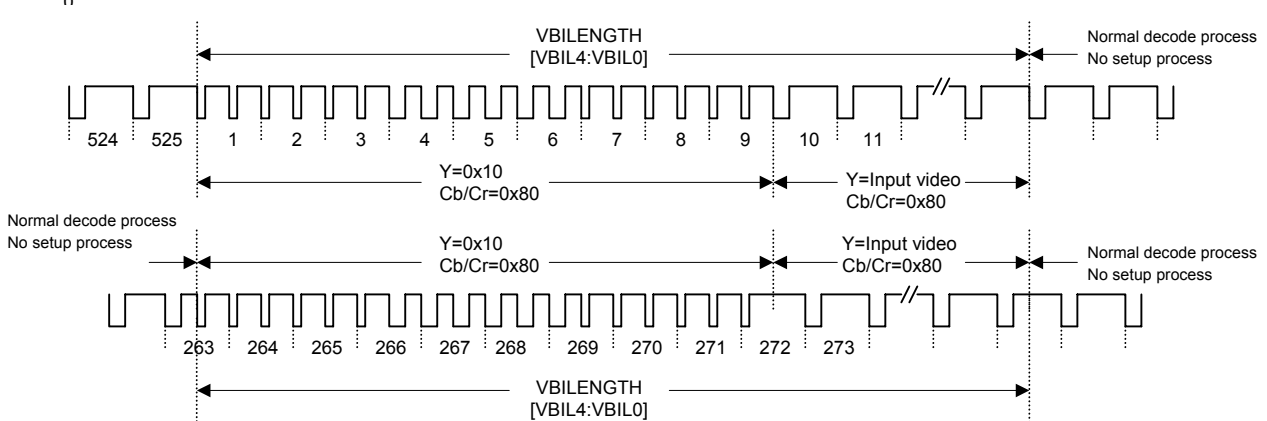 VBILENGTH
[VBIL4:VBIL0]
Normal decode process
No setup process
524 525 1 2 3 4 5 6 7 8 9 10 11
Y=0x10
Cb/Cr=0x80
Y=Input video
Cb/Cr=0x80
Normal decode process
No setup process
Y=0x10
Cb/Cr=0x80
Y=Input video
Cb/Cr=0x80
Normal decode process
No setup process
263 264 265 266 267 268 269 270 271 272 273
VBILENGTH
[VBIL4:VBIL0]